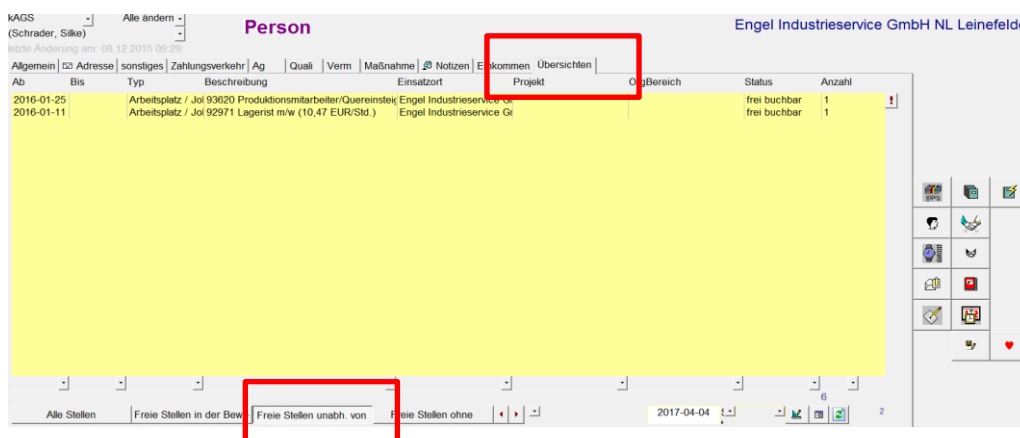 kAGS Alle ändern
(Schrader, Silke)
Person
Engel Industrieservice GmbH NL Leinefelde
letzte Änderung am: 08.12.2015 09:29:
Allgemein Adresse sonstiges Zahlungsverkehr Ag Quali Verm Maßnahme Notizen Einkommen Übersichten
Ab Bis Typ Beschreibung Einsatzort Projekt OrgBereich Status Anzahl
2016-01-25 Arbeitsplatz / Jol 93620 Produktionsmitarbeiter/Quereinsteig Engel Industrieservice Gr frei buchbar 1
2016-01-11 Arbeitsplatz / Jol 92971 Lagerist m/w (10,47 EUR/Std.) Engel Industrieservice Gr frei buchbar 1
6
Alle Stellen Freie Stellen in der Bew Freie Stellen unabh. von Freie Stellen ohne 2017-04-04 2